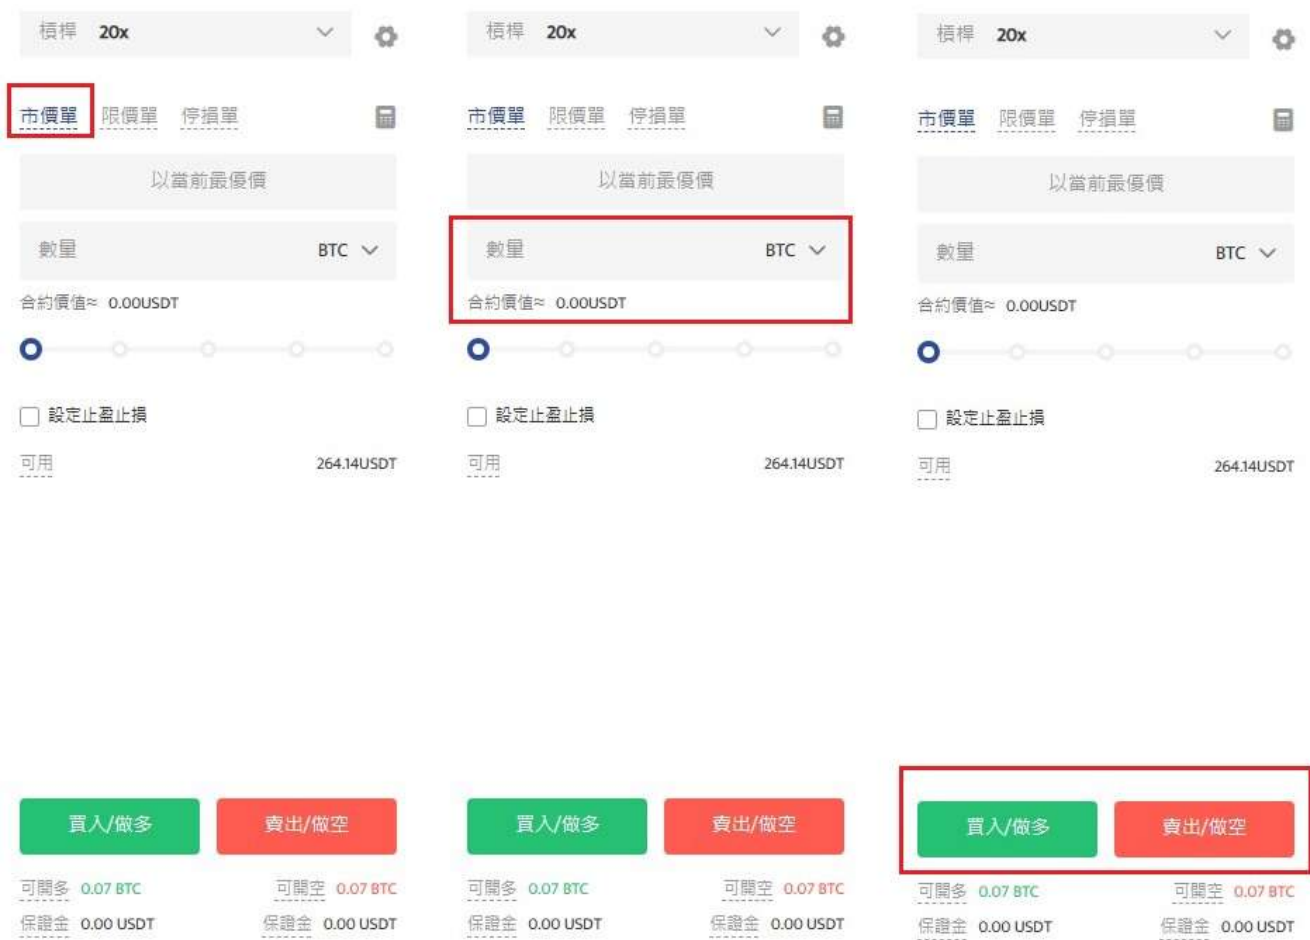 槓桿 20x
市價單 限價單 停損單
以當前最優價
數量 BTC
合約價值≈ 0.00USDT
設定止盈止損
可用 264.14USDT
買入/做多 賣出/做空
可開多 0.07 BTC 可開空 0.07 BTC
保證金 0.00 USDT 保證金 0.00 USDT
槓桿 20x
市價單 限價單 停損單
以當前最優價
數量 BTC
合約價值≈ 0.00USDT
設定止盈止損
可用 264.14USDT
買入/做多 賣出/做空
可開多 0.07 BTC 可開空 0.07 BTC
保證金 0.00 USDT 保證金 0.00 USDT
槓桿 20x
市價單 限價單 停損單
以當前最優價
數量 BTC
合約價值≈ 0.00USDT
設定止盈止損
可用 264.14USDT
買入/做多 賣出/做空
可開多 0.07 BTC 可開空 0.07 BTC
保證金 0.00 USDT 保證金 0.00 USDT